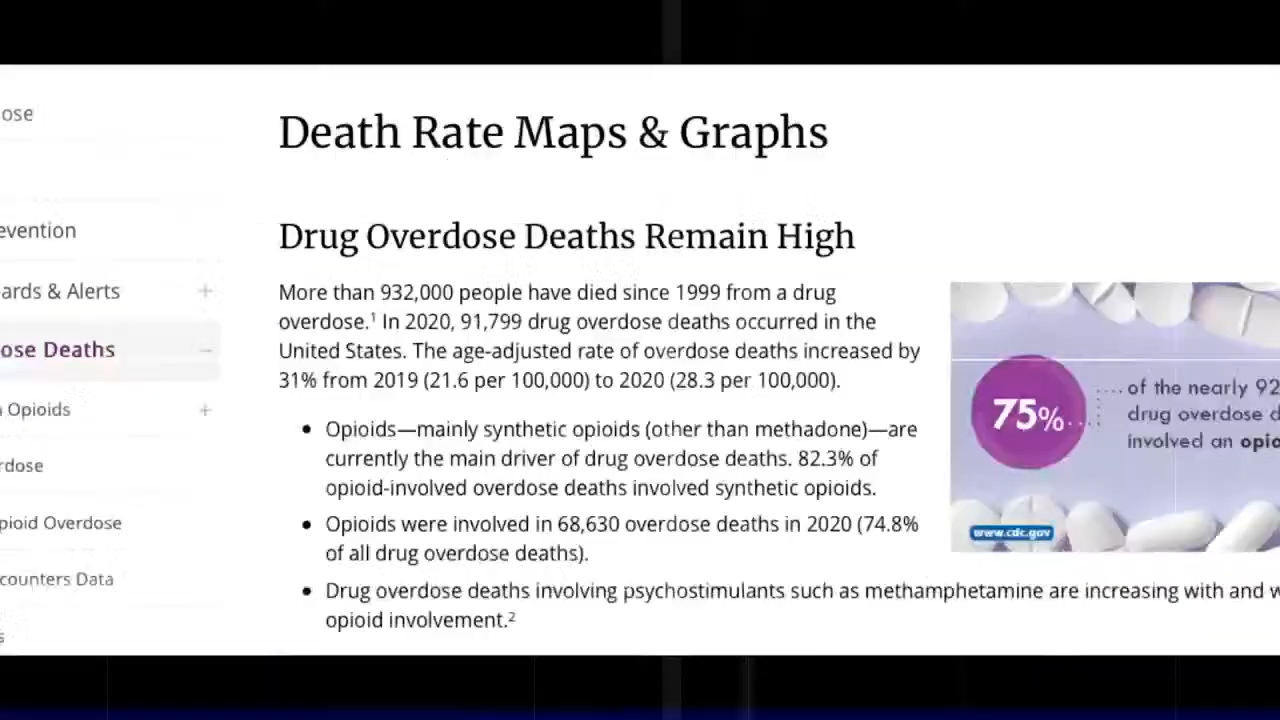 ose
evention
ards & Alerts
ose Deaths
Opioids
rdose
pioid Overdose
counters Data
s
Death Rate Maps & Graphs
Drug Overdose Deaths Remain High
More than 932,000 people have died since 1999 from a drug
overdose.¹ In 2020, 91,799 drug overdose deaths occurred in the
United States. The age-adjusted rate of overdose deaths increased by
31% from 2019 (21.6 per 100,000) to 2020 (28.3 per 100,000).
• Opioids—mainly synthetic opioids (other than methadone)—are
currently the main driver of drug overdose deaths. 82.3% of
opioid-involved overdose deaths involved synthetic opioids.
• Opioids were involved in 68,630 overdose deaths in 2020 (74.8%
of all drug overdose deaths).
• Drug overdose deaths involving psychostimulants such as methamphetamine are increasing with and w
opioid involvement.²
75%
of the nearly 92
drug overdose d
involved an opio
www.cdc.gov